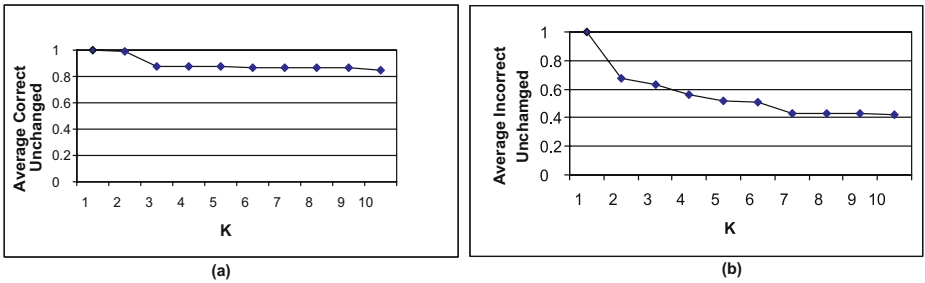 Average Correct
Unchanged
1
0.8
0.6
0.4
0.2
0
1 2 3 4 5 6 7 8 9 10
K
(a)
Average Incorrect
Unchamged
1
0.8
0.6
0.4
0.2
0
1 2 3 4 5 6 7 8 9 10
K
(b)